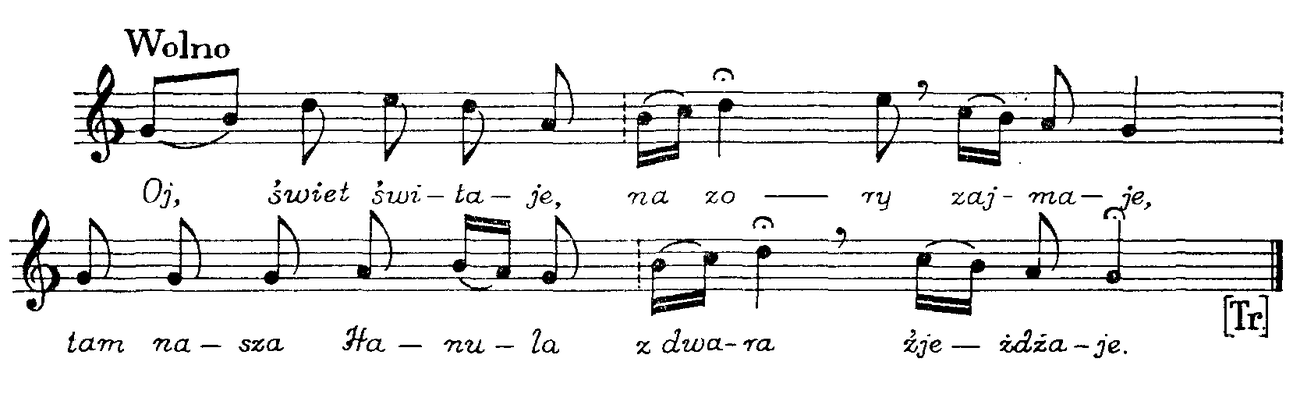 Wolno
Oj, świet świ - ta - je, na zo — ry zaj - ma - je,
tam na - sza Ha - nu - la z dwa - ra żje - żdża - je.
[Tr.]